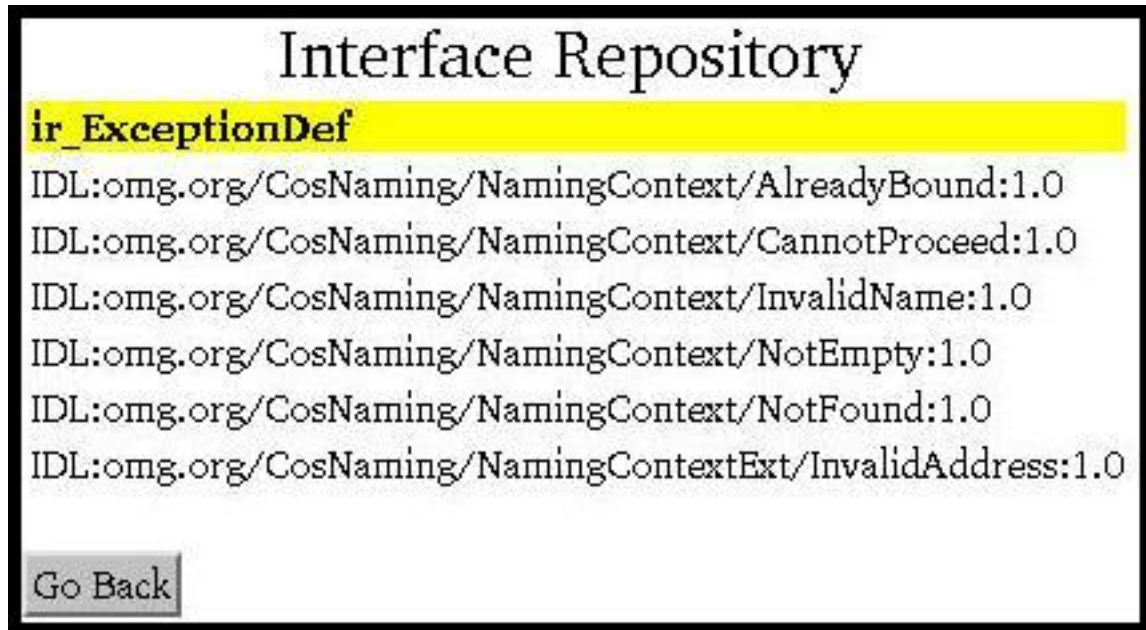 Interface Repository
ir_ExceptionDef
IDL:omg.org/CosNaming/NamingContext/AlreadyBound:1.0
IDL:omg.org/CosNaming/NamingContext/CannotProceed:1.0
IDL:omg.org/CosNaming/NamingContext/InvalidName:1.0
IDL:omg.org/CosNaming/NamingContext/NotEmpty:1.0
IDL:omg.org/CosNaming/NamingContext/NotFound:1.0
IDL:omg.org/CosNaming/NamingContextExt/InvalidAddress:1.0
Go Back